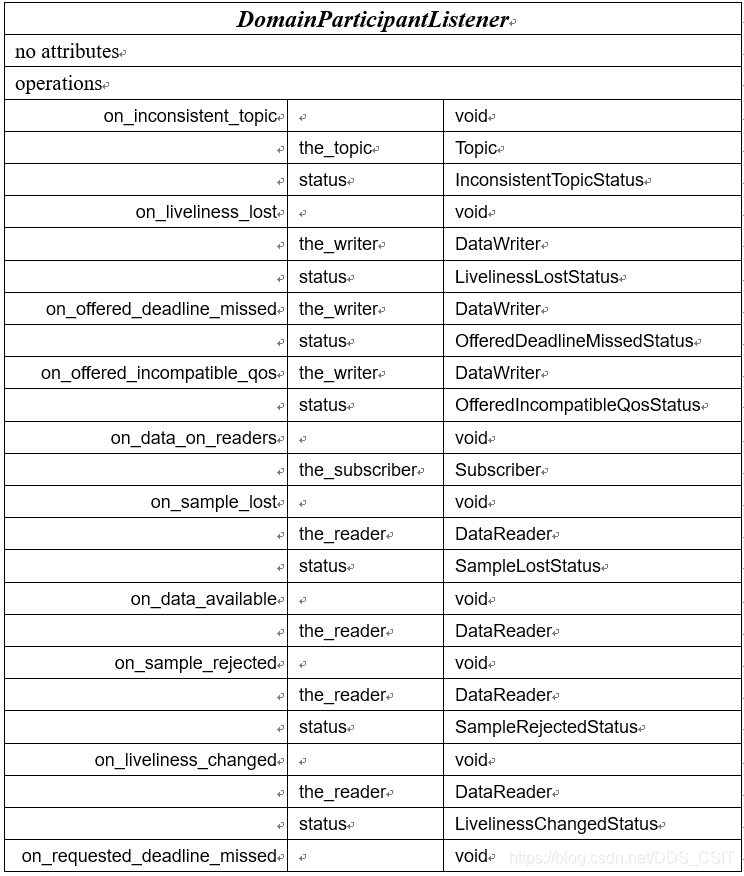 DomainParticipantListener
no attributes
operations
on_inconsistent_topic void
the_topic Topic
status InconsistentTopicStatus
on_liveliness_lost void
the_writer DataWriter
status LivelinessLostStatus
on_offered_deadline_missed the_writer DataWriter
status OfferedDeadlineMissedStatus
on_offered_incompatible_qos the_writer DataWriter
status OfferedIncompatibleQosStatus
on_data_on_readers void
the_subscriber Subscriber
on_sample_lost void
the_reader DataReader
status SampleLostStatus
on_data_available void
the_reader DataReader
on_sample_rejected void
the_reader DataReader
status SampleRejectedStatus
on_liveliness_changed void
the_reader DataReader
status LivelinessChangedStatus
on_requested_deadline_missed void
https://blog.csdn.net/DDS_CSIT